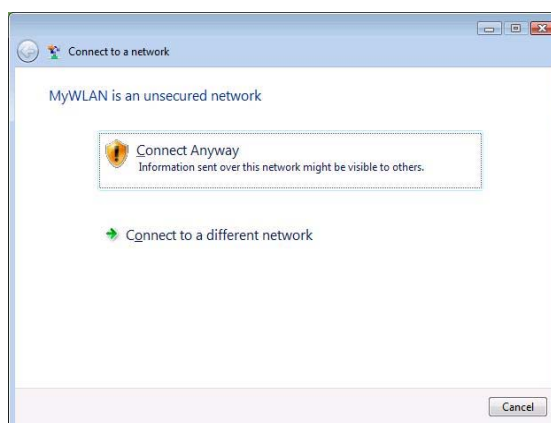 Connect to a network
MyWLAN is an unsecured network
Connect Anyway
Information sent over this network might be visible to others.
Connect to a different network
Cancel